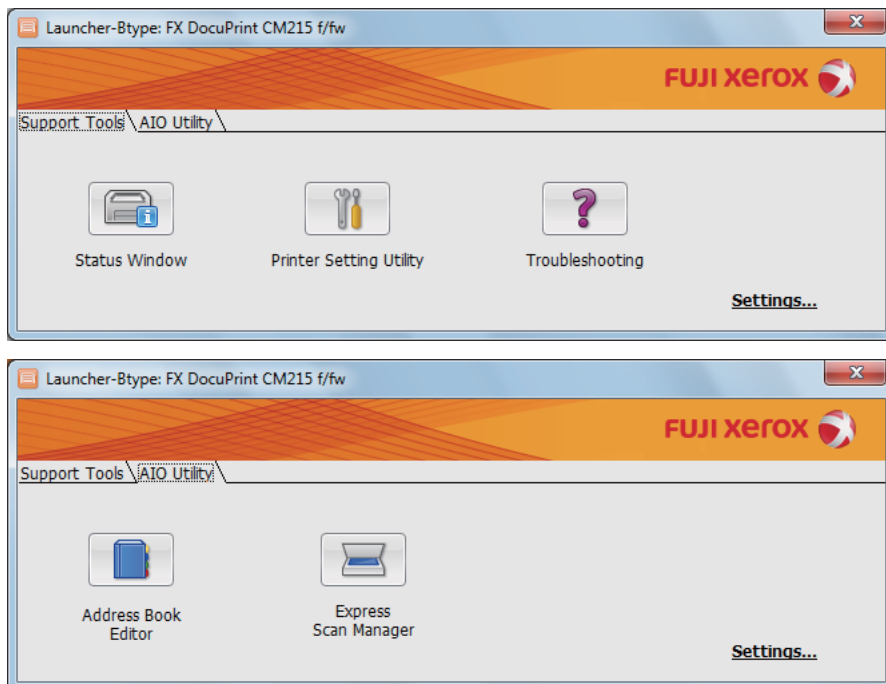 Launcher-Btype: FX DocuPrint CM215 f/fw
x
FUJI xerox
Support Tools AIO Utility
Status Window Printer Setting Utility Troubleshooting
Settings...
Launcher-Btype: FX DocuPrint CM215 f/fw
x
FUJI xerox
Support Tools AIO Utility
Address Book
Editor
Express
Scan Manager
Settings...